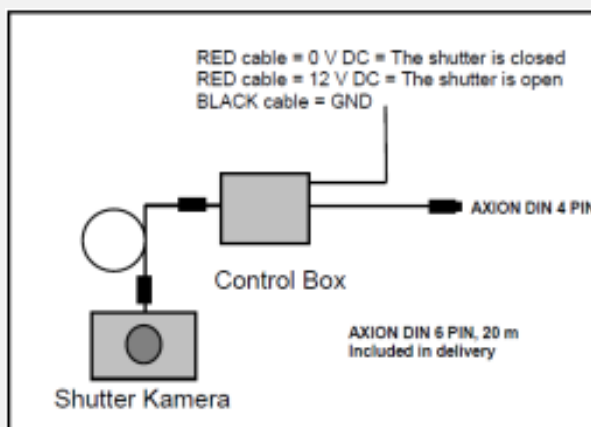 RED cable = 0 V DC = The shutter is closed
RED cable = 12 V DC = The shutter is open
BLACK cable = GND
AXION DIN 4 PIN
Control Box
AXION DIN 6 PIN, 20 m
Included in delivery
Shutter Kamera